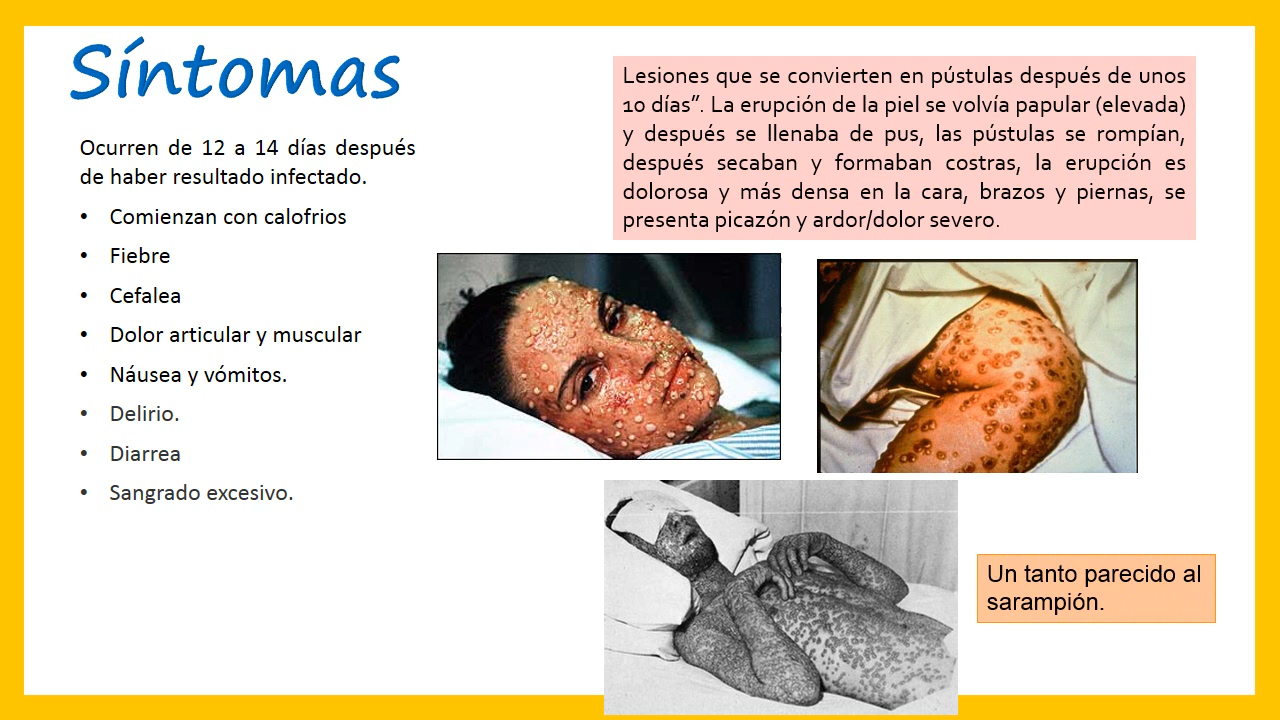 Síntomas
Ocurren de 12 a 14 días después
de haber resultado infectado.
• Comienzan con calofrios
• Fiebre
• Cefalea
• Dolor articular y muscular
• Náusea y vómitos.
• Delirio.
• Diarrea
• Sangrado excesivo.
Lesiones que se convierten en pústulas después de unos
10 días”. La erupción de la piel se volvía papular (elevada)
y después se llenaba de pus, las pústulas se rompían,
después secaban y formaban costras, la erupción es
dolorosa y más densa en la cara, brazos y piernas, se
presenta picazón y ardor/dolor severo.
Un tanto parecido al
sarampión.